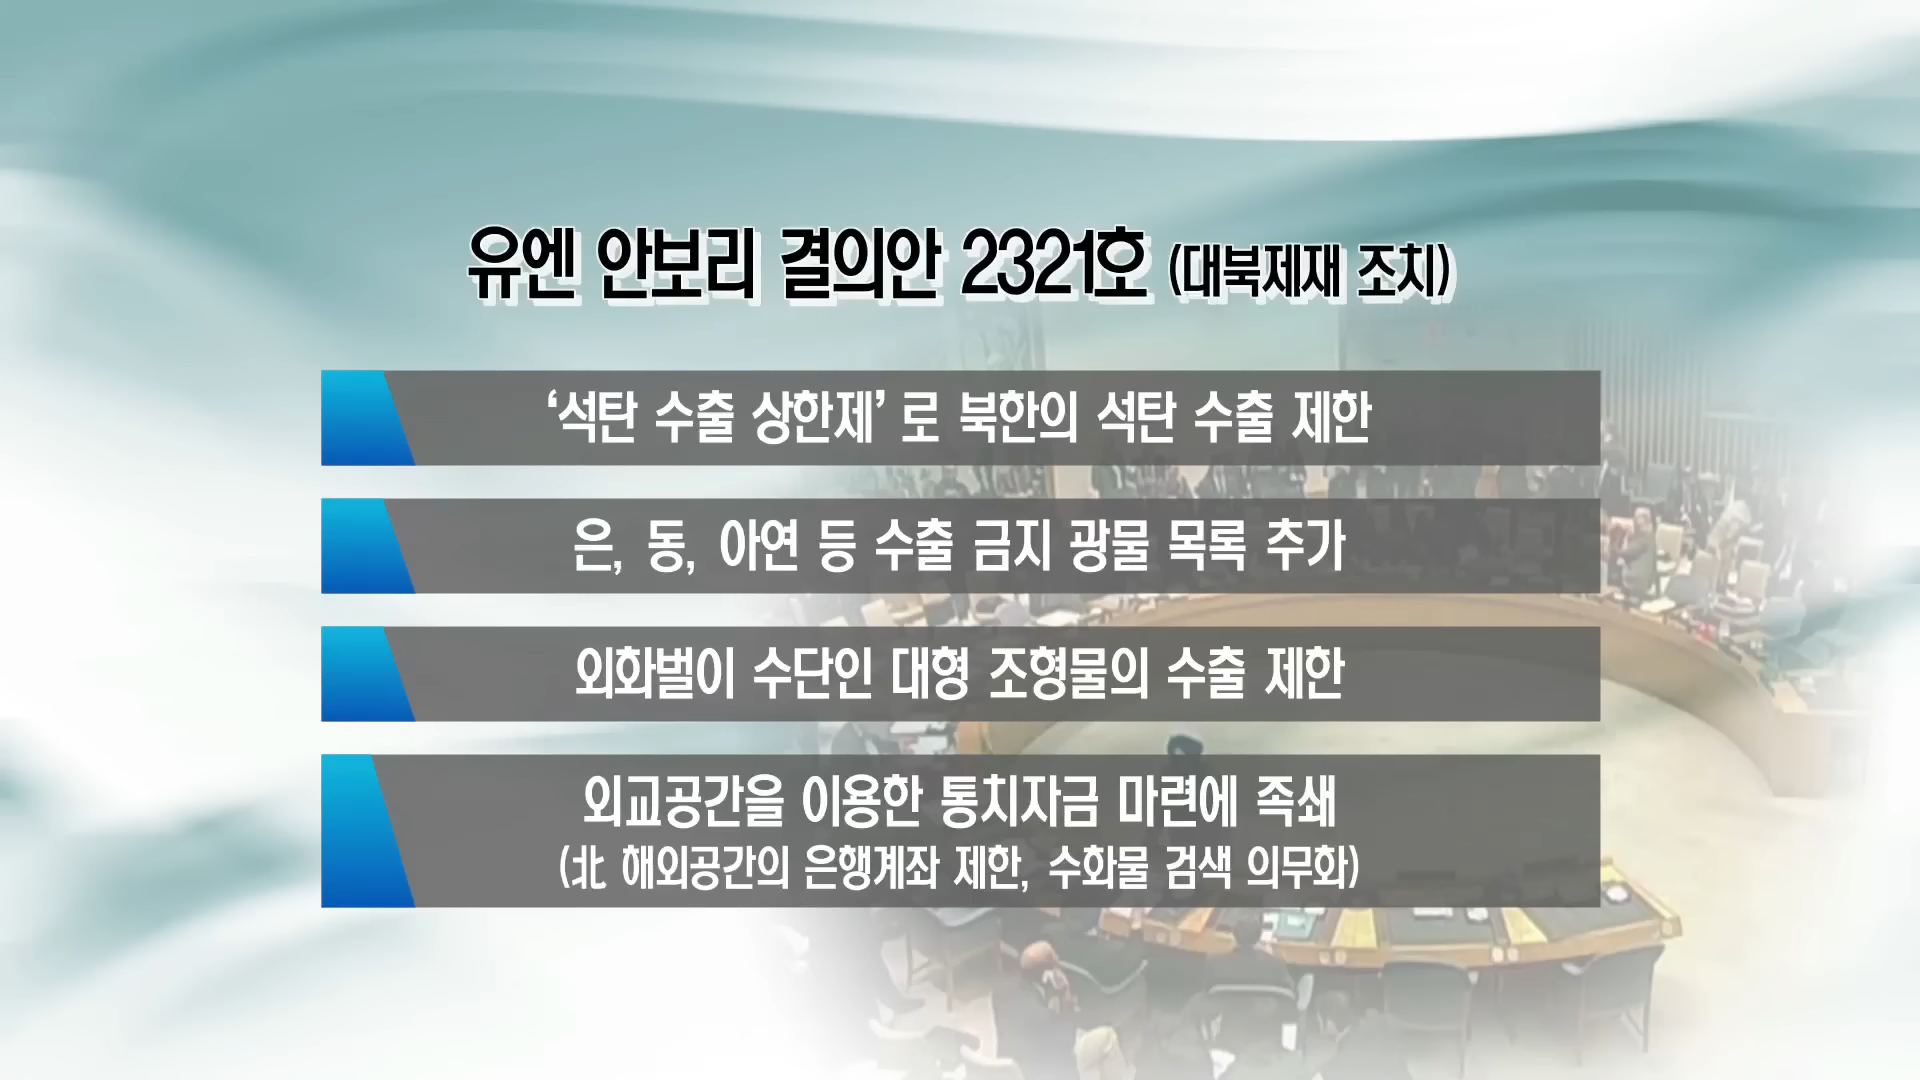 유엔 안보리 결의안 2321호 (대북제재 조치)
‘석탄 수출 상한제’로 북한의 석탄 수출 제한
은, 동, 아연 등 수출 금지 광물 목록 추가
외화벌이 수단인 대형 조형물의 수출 제한
외교공간을 이용한 통치자금 마련에 족쇄
(北 해외공간의 은행계좌 제한, 수화물 검색 의무화)